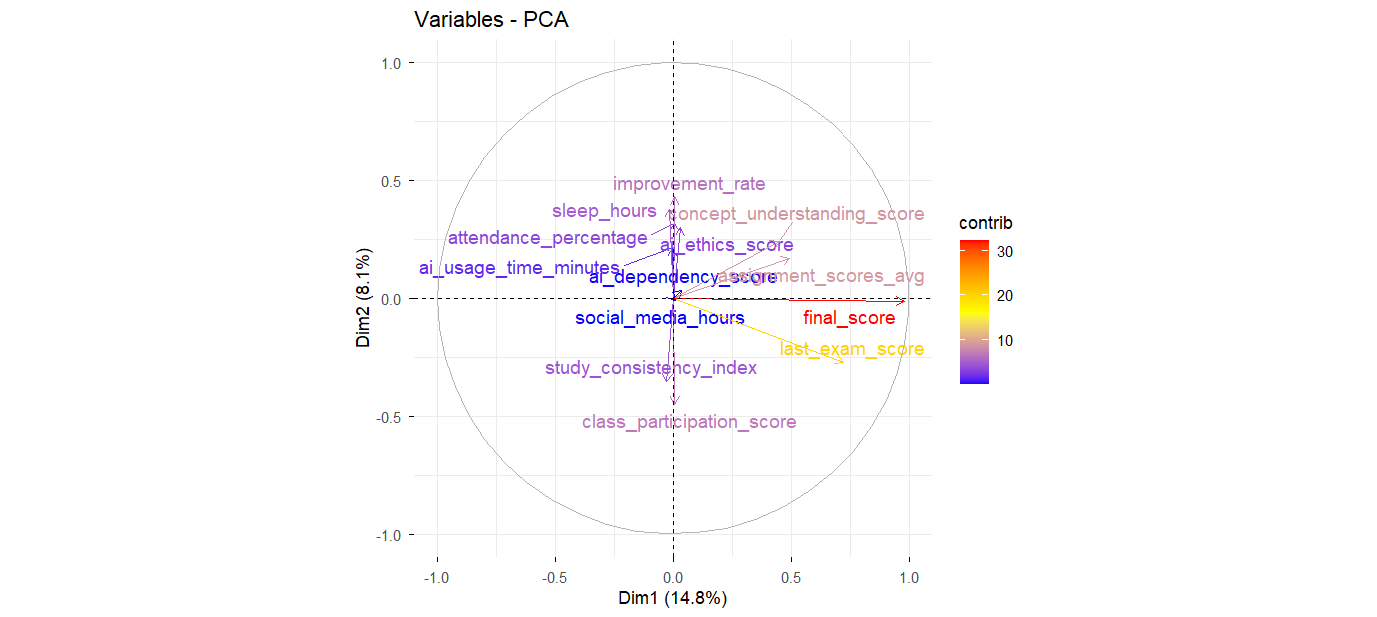 Variables - PCA
1.0
0.5
0.0
-0.5
-1.0
Dim2 (8.1%)
improvement_rate
sleep_hours
concept_understanding_score
attendance_percentage
ai_ethics_score
ai_usage_time_minutes
ai_dependency_score
assignment_scores_avg
social_media_hours
final_score
last_exam_score
study_consistency_index
class_participation_score
-1.0 -0.5 0.0 0.5 1.0
Dim1 (14.8%)
contrib
30
20
10